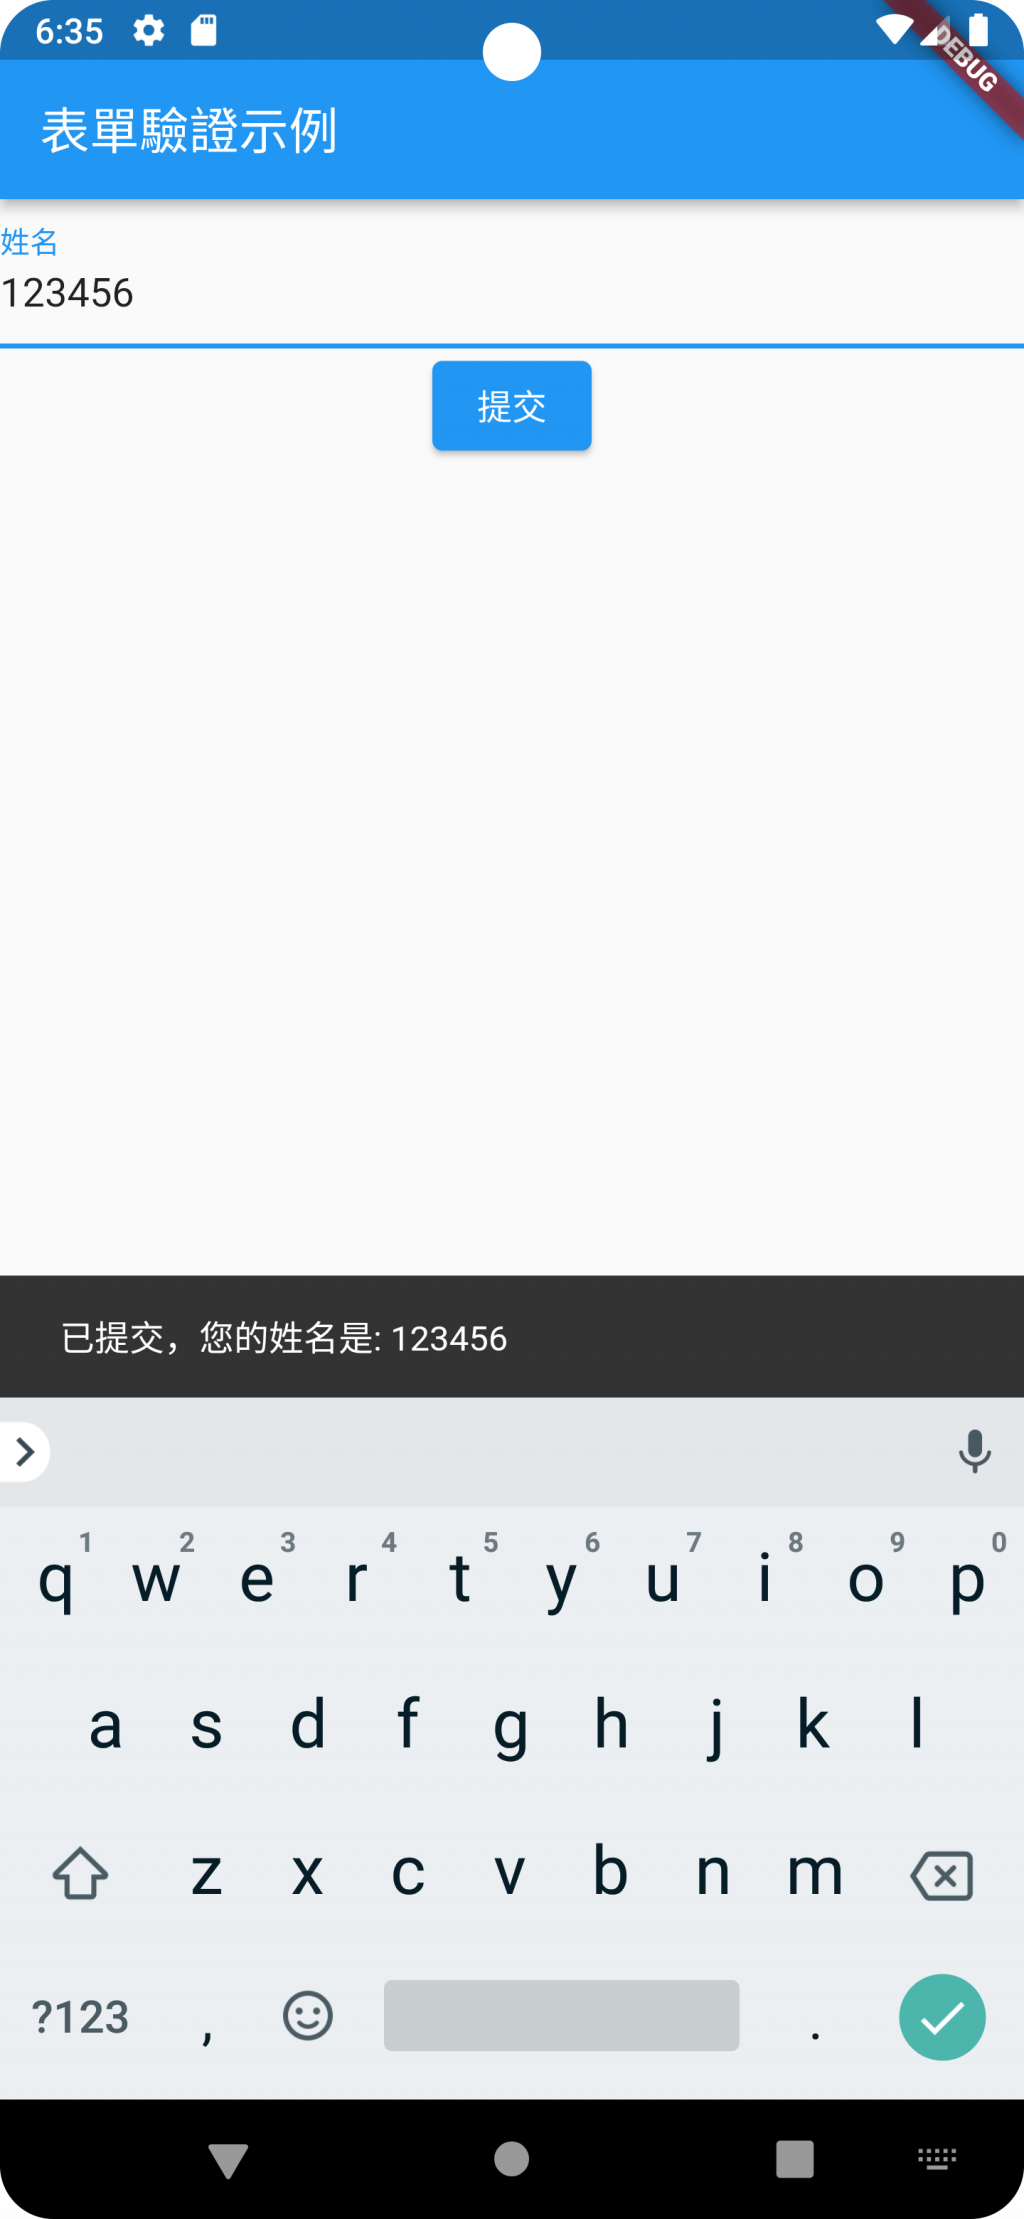 6:35
DEBUG
表單驗證示例
姓名
123456
提交
已提交，您的姓名是: 123456
1 2 3 4 5 6 7 8 9 0
q w e r t y u i o p
a s d f g h j k l
z x c v b n m
?123 , .